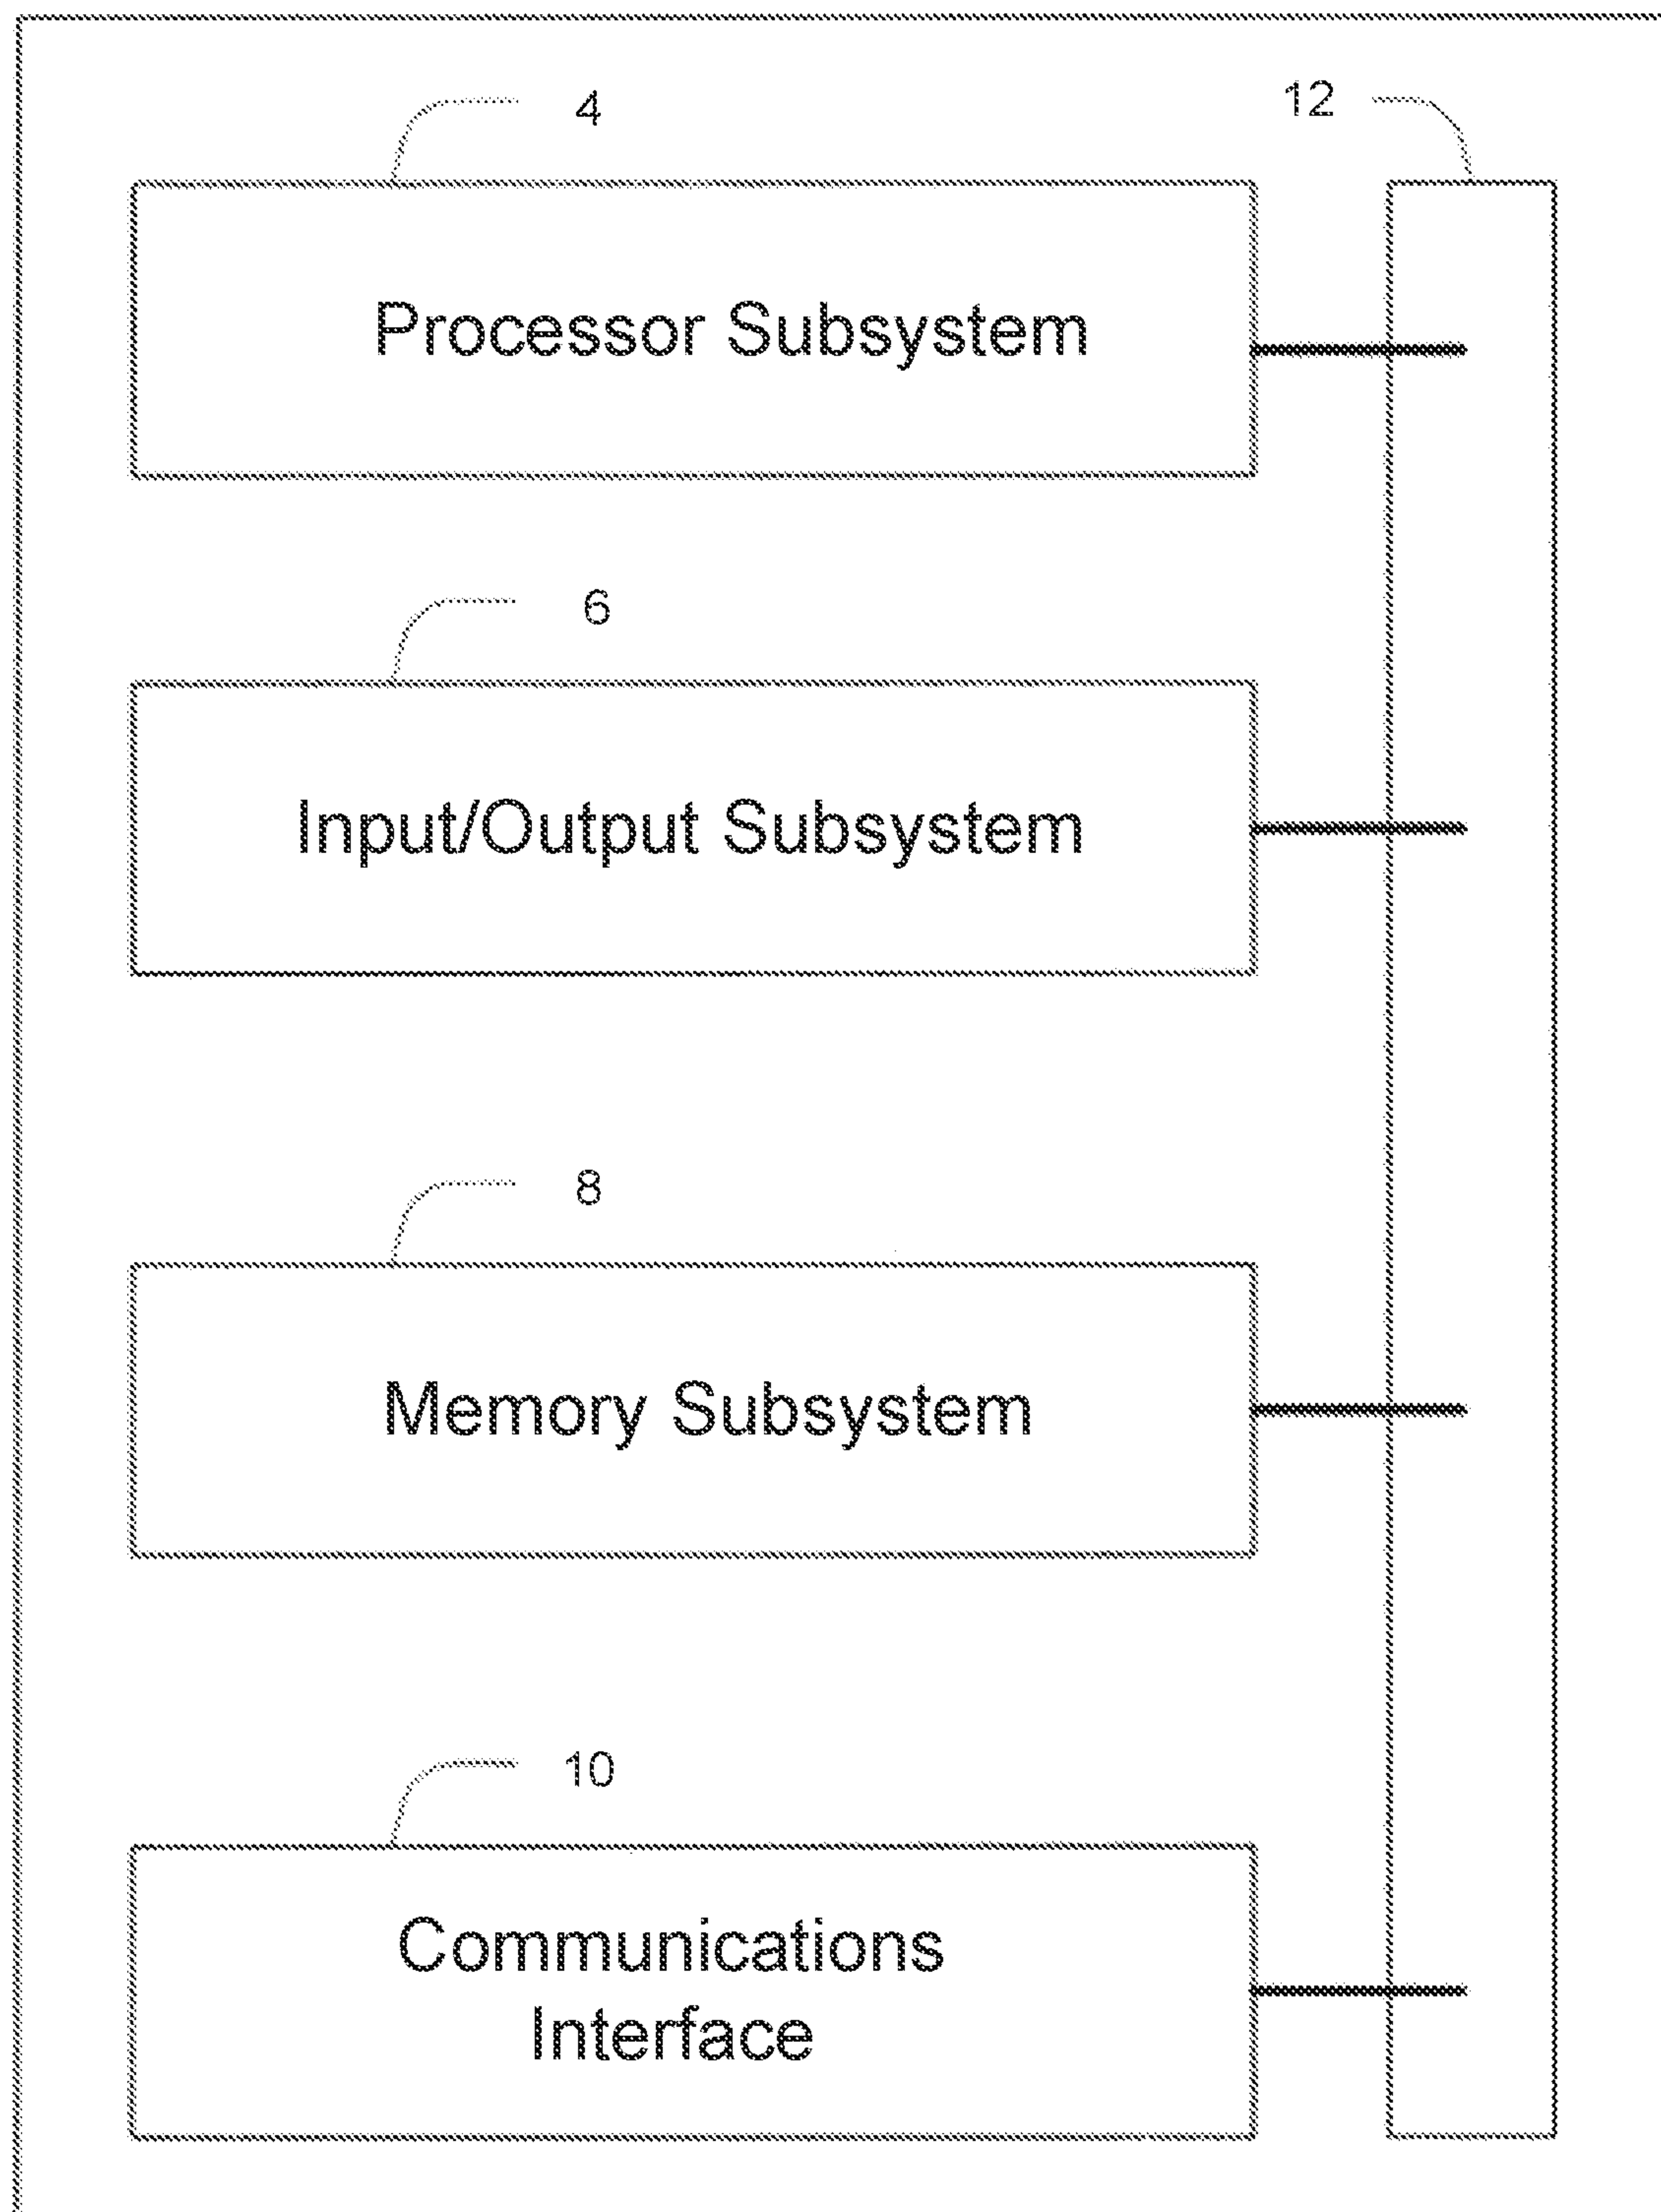 4
12
Processor Subsystem
6
Input/Output Subsystem
8
Memory Subsystem
10
Communications
Interface